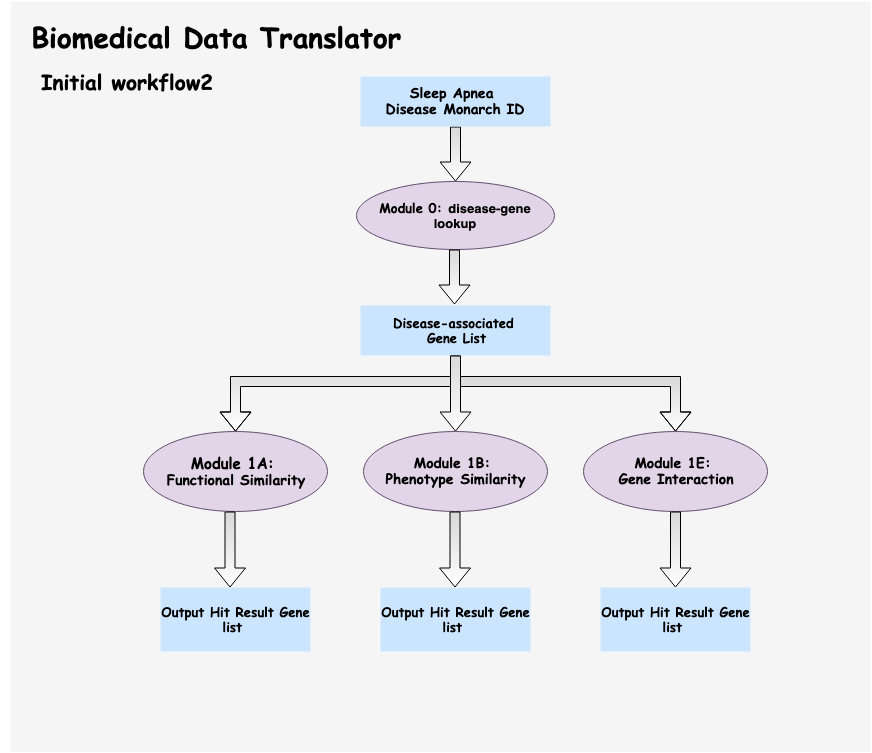 Biomedical Data Translator
Initial workflow2
Sleep Apnea
Disease Monarch ID
Module 0: disease-gene
lookup
Disease-associated
Gene List
Module 1A:
Functional Similarity
Module 1B:
Phenotype Similarity
Module 1E:
Gene Interaction
Output Hit Result Gene
list
Output Hit Result Gene
list
Output Hit Result Gene
list